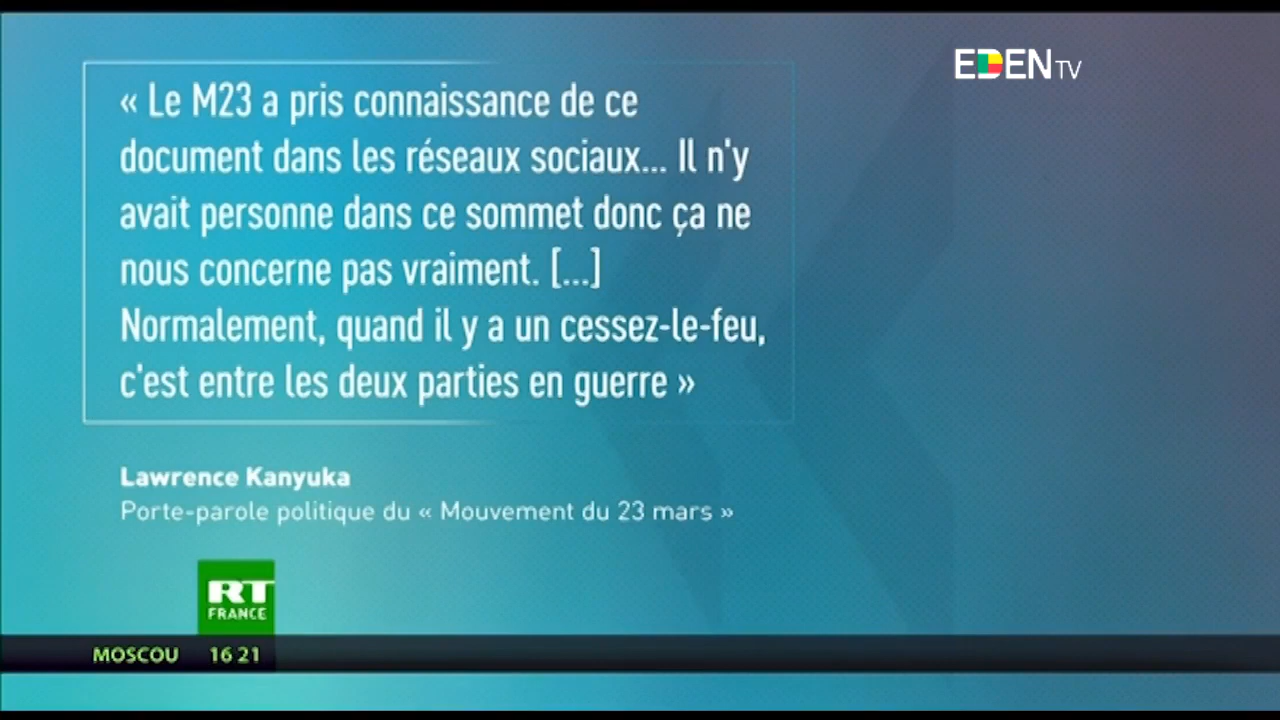 EDEN TV
« Le M23 a pris connaissance de ce
document dans les réseaux sociaux... Il n'y
avait personne dans ce sommet donc ça ne
nous concerne pas vraiment. [...]
Normalement, quand il y a un cessez-le-feu,
c'est entre les deux parties en guerre »
Lawrence Kanyuka
Porte-parole politique du « Mouvement du 23 mars »
RT
FRANCE
MOSCOU 16 21